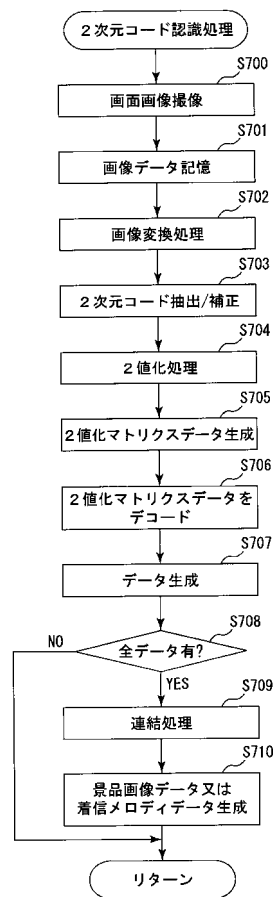 2次元コード認識処理
S700
画面画像撮像
S701
画像データ記憶
S702
画像変換処理
S703
2次元コード抽出/補正
S704
2値化処理
S705
2値化マトリクスデータ生成
S706
2値化マトリクスデータを
デコード
S707
データ生成
S708
全データ有?
NO
YES
S709
連結処理
S710
景品画像データ又は
着信メロディデータ生成
リターン